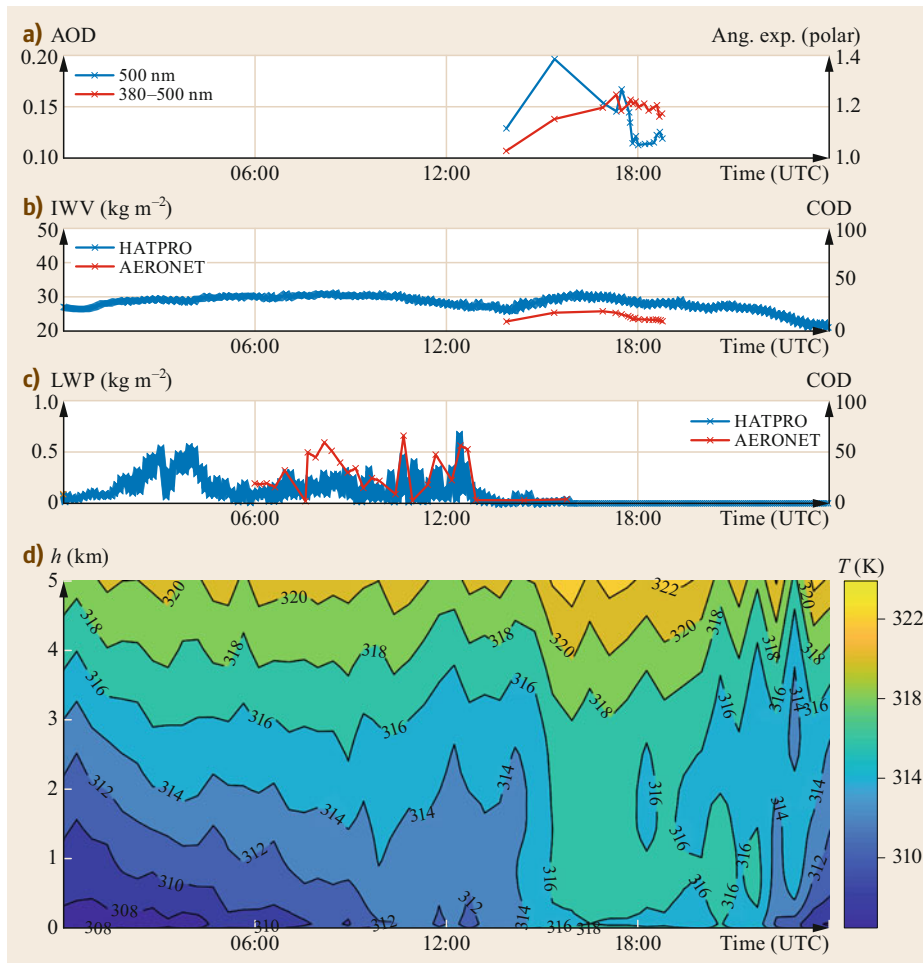 a) AOD Ang. exp. (polar)
0.20 1.4
500 nm
380–500 nm
0.15 1.2
0.10 1.0
06:00 12:00 18:00 Time (UTC)
b) IWV (kg m⁻²) COD
50 100
HATPRO
AERONET
40
30 50
20 0
06:00 12:00 18:00 Time (UTC)
c) LWP (kg m⁻²) COD
1.0 100
HATPRO
AERONET
0.5 50
0 0
06:00 12:00 18:00 Time (UTC)
d) h (km) T (K)
5 320 320 322 320
322
318 318 318 320 318 318 318
4
316 316 316 318 316 316 314 316 318
3
312 314 314 314 316 314 314
2
314
310 312 316 316 316 312
1
310
308 308 310 312 312 314 316 318 316
0
06:00 12:00 18:00 Time (UTC)